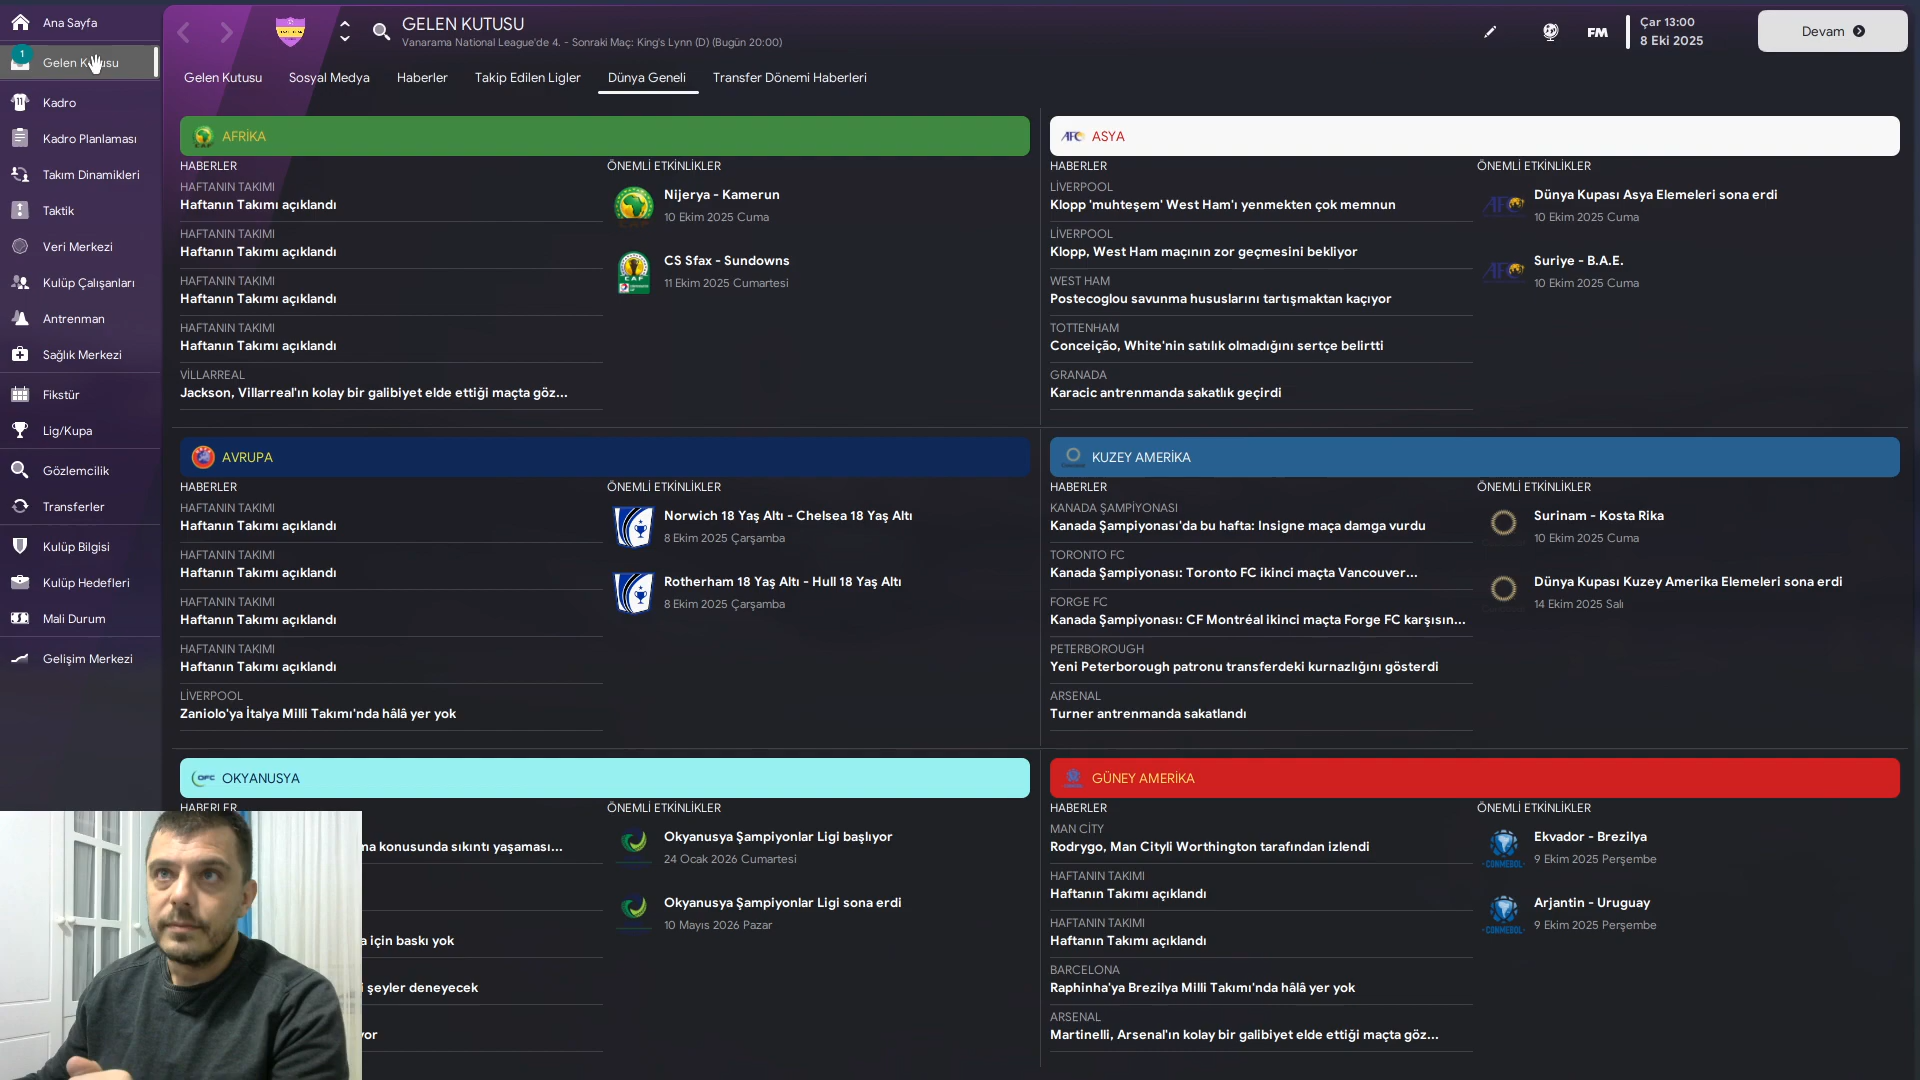 Ana Sayfa
1
Gelen Kutusu
Kadro
Kadro Planlaması
Takım Dinamikleri
Taktik
Veri Merkezi
Kulüp Çalışanları
Antrenman
Sağlık Merkezi
Fikstür
Lig/Kupa
Gözlemcilik
Transferler
Kulüp Bilgisi
Kulüp Hedefleri
Mali Durum
Gelişim Merkezi
GELEN KUTUSU
Vanarama National League'de 4. - Sonraki Maç: King's Lynn (D) (Bugün 20:00)
FM
Çar 13:00
8 Eki 2025
Devam
Gelen Kutusu
Sosyal Medya
Haberler
Takip Edilen Ligler
Dünya Geneli
Transfer Dönemi Haberleri
AFRİKA
HABERLER
HAFTANIN TAKIMI
Haftanın Takımı açıklandı
HAFTANIN TAKIMI
Haftanın Takımı açıklandı
HAFTANIN TAKIMI
Haftanın Takımı açıklandı
HAFTANIN TAKIMI
Haftanın Takımı açıklandı
VİLLARREAL
Jackson, Villarreal'ın kolay bir galibiyet elde ettiği maçta göz...
ÖNEMLİ ETKİNLİKLER
Nijerya - Kamerun
10 Ekim 2025 Cuma
CS Sfax - Sundowns
11 Ekim 2025 Cumartesi
AFC
ASYA
HABERLER
LİVERPOOL
Klopp 'muhteşem' West Ham'ı yenmekten çok memnun
LİVERPOOL
Klopp, West Ham maçının zor geçmesini bekliyor
WEST HAM
Postecoglou savunma hususlarını tartışmaktan kaçıyor
TOTTENHAM
Conceição, White'nin satılık olmadığını sertçe belirtti
GRANADA
Karacic antrenmanda sakatlık geçirdi
ÖNEMLİ ETKİNLİKLER
Dünya Kupası Asya Elemeleri sona erdi
10 Ekim 2025 Cuma
Suriye - B.A.E.
10 Ekim 2025 Cuma
AVRUPA
HABERLER
HAFTANIN TAKIMI
Haftanın Takımı açıklandı
HAFTANIN TAKIMI
Haftanın Takımı açıklandı
HAFTANIN TAKIMI
Haftanın Takımı açıklandı
HAFTANIN TAKIMI
Haftanın Takımı açıklandı
LİVERPOOL
Zaniolo'ya İtalya Milli Takımı'nda hâlâ yer yok
ÖNEMLİ ETKİNLİKLER
Norwich 18 Yaş Altı - Chelsea 18 Yaş Altı
8 Ekim 2025 Çarşamba
Rotherham 18 Yaş Altı - Hull 18 Yaş Altı
8 Ekim 2025 Çarşamba
KUZEY AMERİKA
HABERLER
KANADA ŞAMPİYONASI
Kanada Şampiyonası'da bu hafta: Insigne maça damga vurdu
TORONTO FC
Kanada Şampiyonası: Toronto FC ikinci maçta Vancouver...
FORGE FC
Kanada Şampiyonası: CF Montréal ikinci maçta Forge FC karşısın...
PETERBOROUGH
Yeni Peterborough patronu transferdeki kurnazlığını gösterdi
ARSENAL
Turner antrenmanda sakatlandı
ÖNEMLİ ETKİNLİKLER
Surinam - Kosta Rika
10 Ekim 2025 Cuma
Dünya Kupası Kuzey Amerika Elemeleri sona erdi
14 Ekim 2025 Salı
OFC
OKYANUSYA
HABERLER
ma konusunda sıkıntı yaşaması...
a için baskı yok
şeyler deneyecek
yor
ÖNEMLİ ETKİNLİKLER
Okyanusya Şampiyonlar Ligi başlıyor
24 Ocak 2026 Cumartesi
Okyanusya Şampiyonlar Ligi sona erdi
10 Mayıs 2026 Pazar
GÜNEY AMERİKA
HABERLER
MAN CİTY
Rodrygo, Man Cityli Worthington tarafından izlendi
HAFTANIN TAKIMI
Haftanın Takımı açıklandı
HAFTANIN TAKIMI
Haftanın Takımı açıklandı
BARCELONA
Raphinha'ya Brezilya Milli Takımı'nda hâlâ yer yok
ARSENAL
Martinelli, Arsenal'ın kolay bir galibiyet elde ettiği maçta göz...
ÖNEMLİ ETKİNLİKLER
Ekvador - Brezilya
9 Ekim 2025 Perşembe
Arjantin - Uruguay
9 Ekim 2025 Perşembe